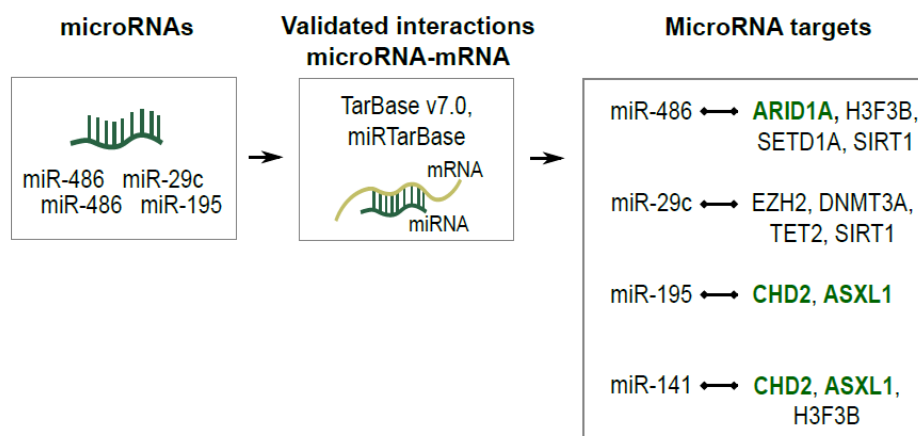 microRNAs
miR-486 miR-29c
miR-486 miR-195
Validated interactions
microRNA-mRNA
TarBase v7.0,
miRTarBase
mRNA
miRNA
MicroRNA targets
miR-486 ARID1A, H3F3B,
SETD1A, SIRT1
miR-29c EZH2, DNMT3A,
TET2, SIRT1
miR-195 CHD2, ASXL1
miR-141 CHD2, ASXL1,
H3F3B